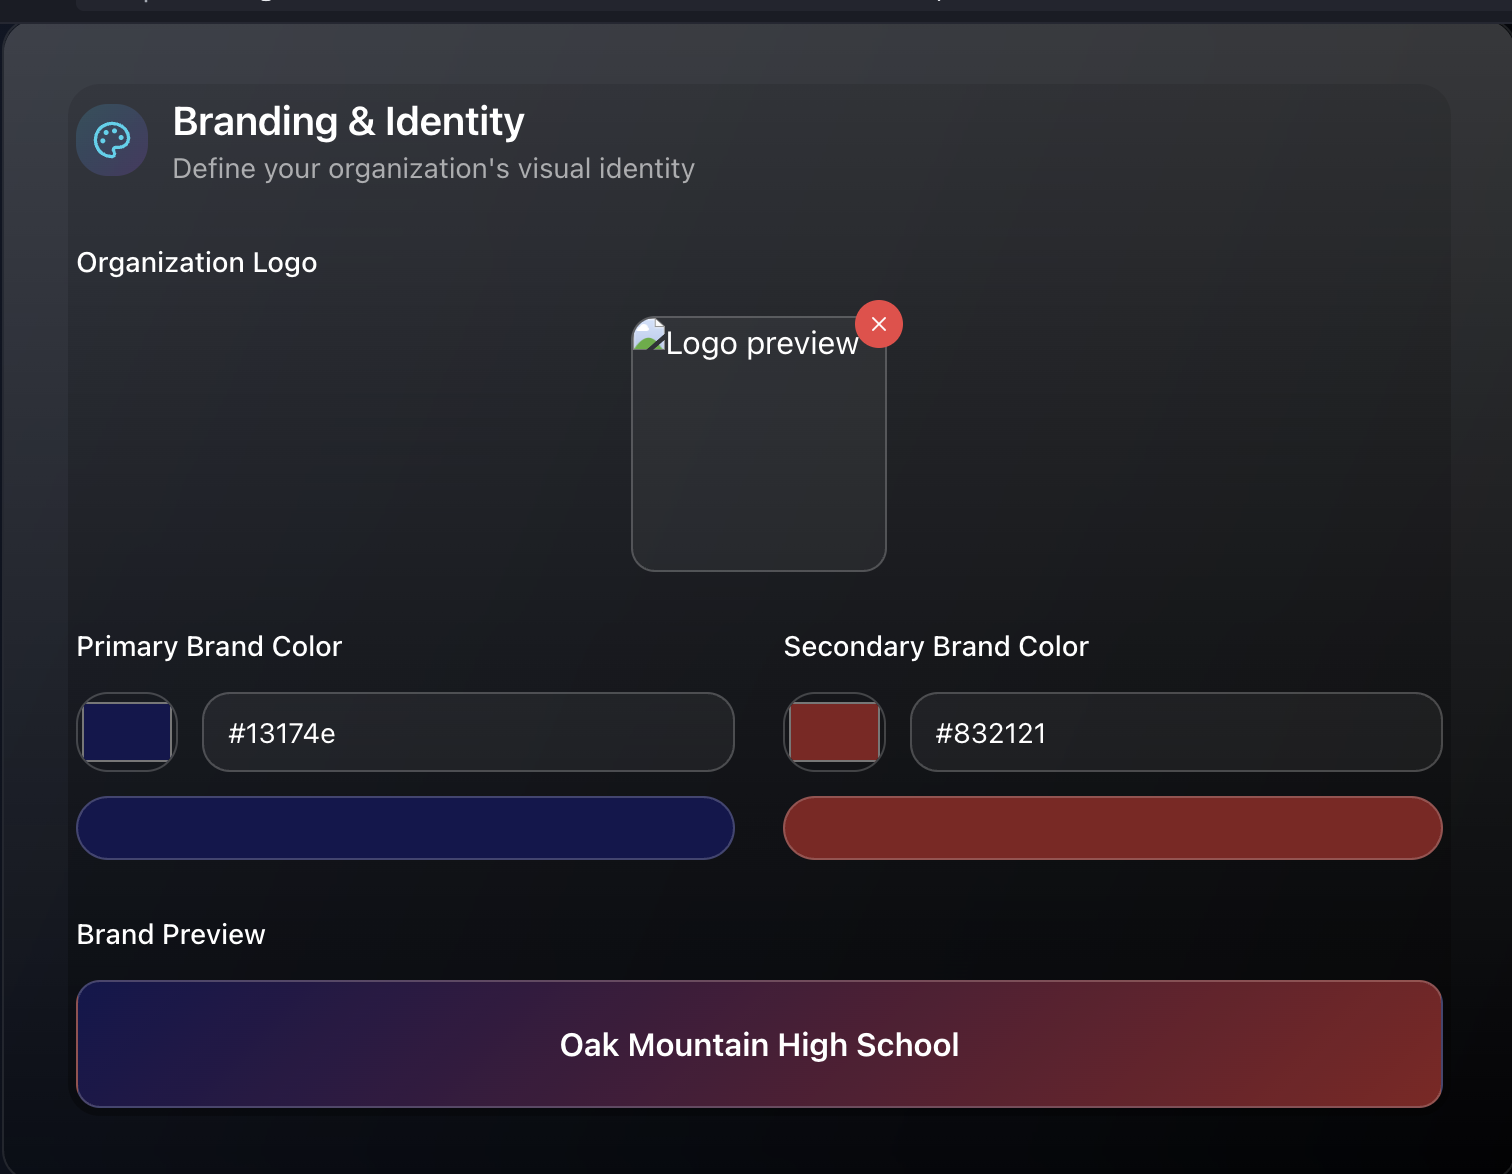 Branding & Identity
Define your organization's visual identity
Organization Logo
Logo preview
Primary Brand Color
Secondary Brand Color
#13174e
#832121
Brand Preview
Oak Mountain High School